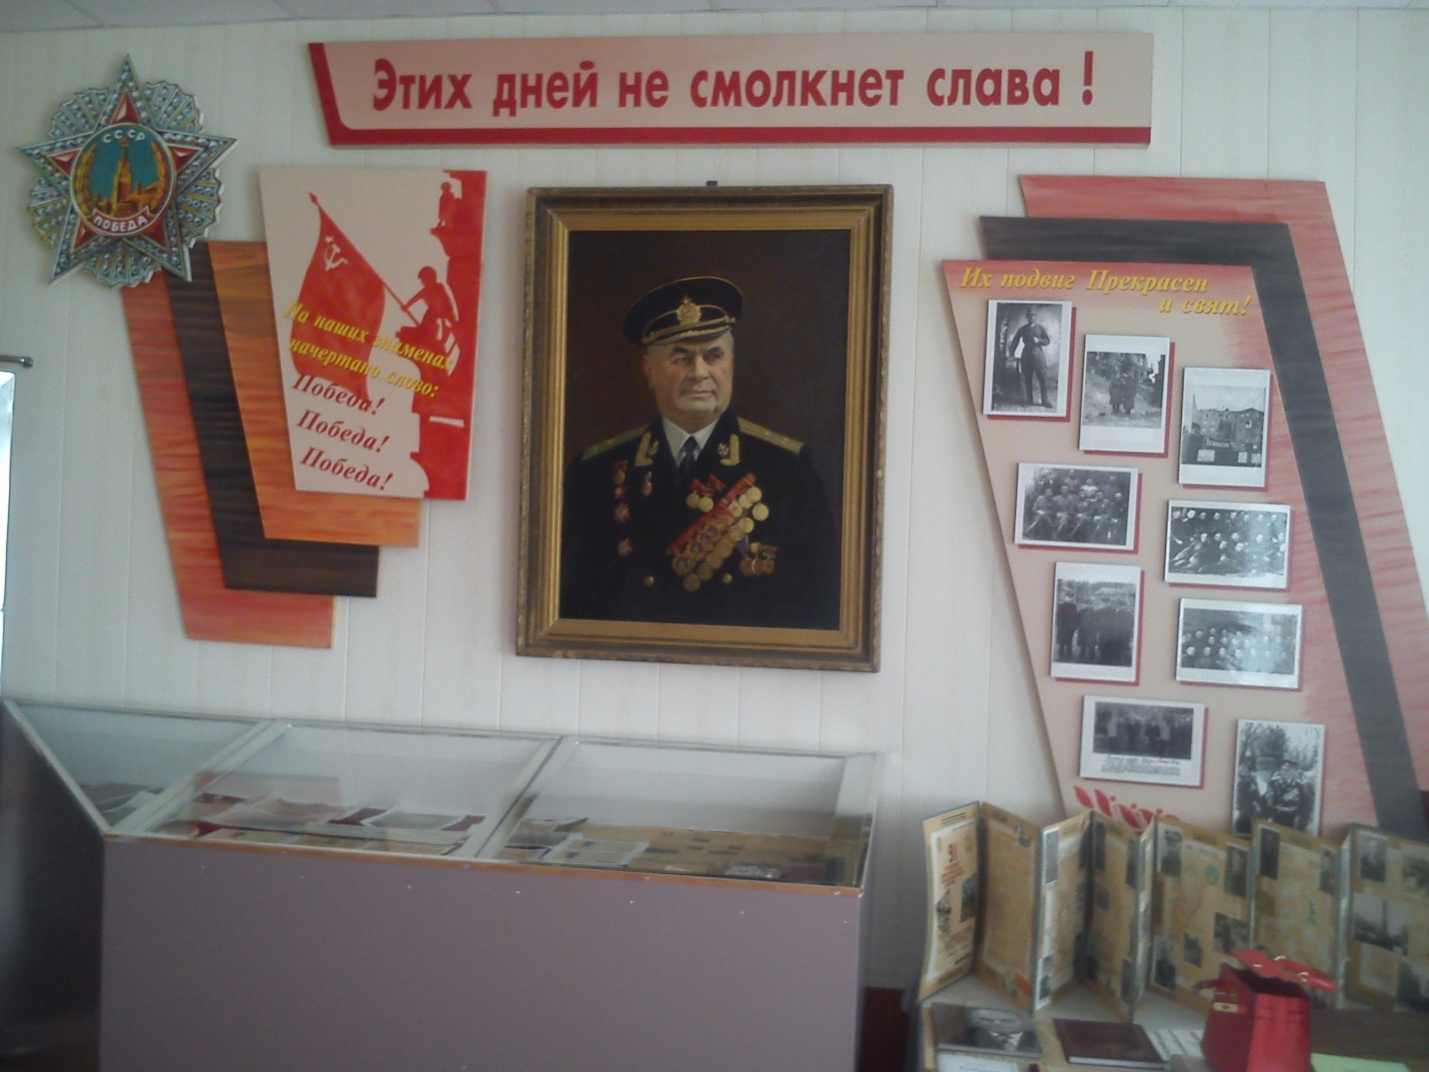 Этих дней не смолкнет слава !
СССР
ПОБЕДА
На наших знаменах
начертано слово:
Победа!
Победа!
Победа!
Их подвиг Прекрасен
и свят!